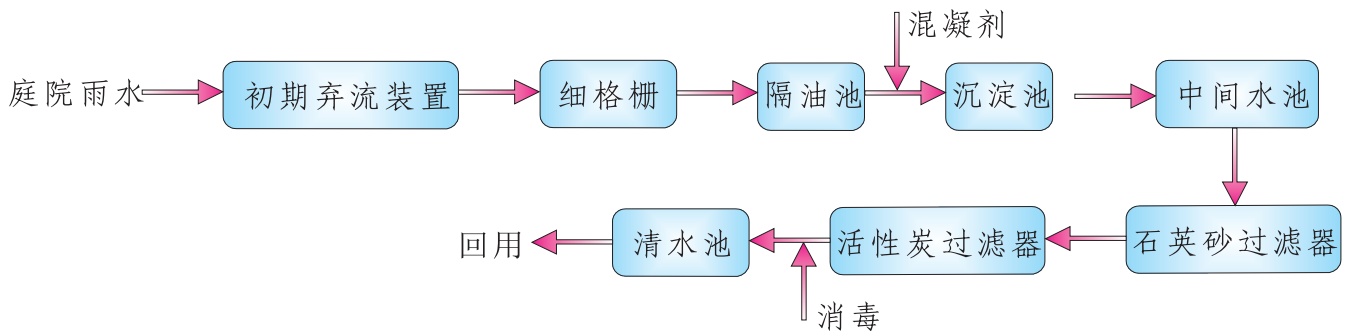 混凝剂
庭院雨水
初期弃流装置
细格栅
隔油池
沉淀池
中间水池
石英砂过滤器
活性炭过滤器
清水池
回用
消毒